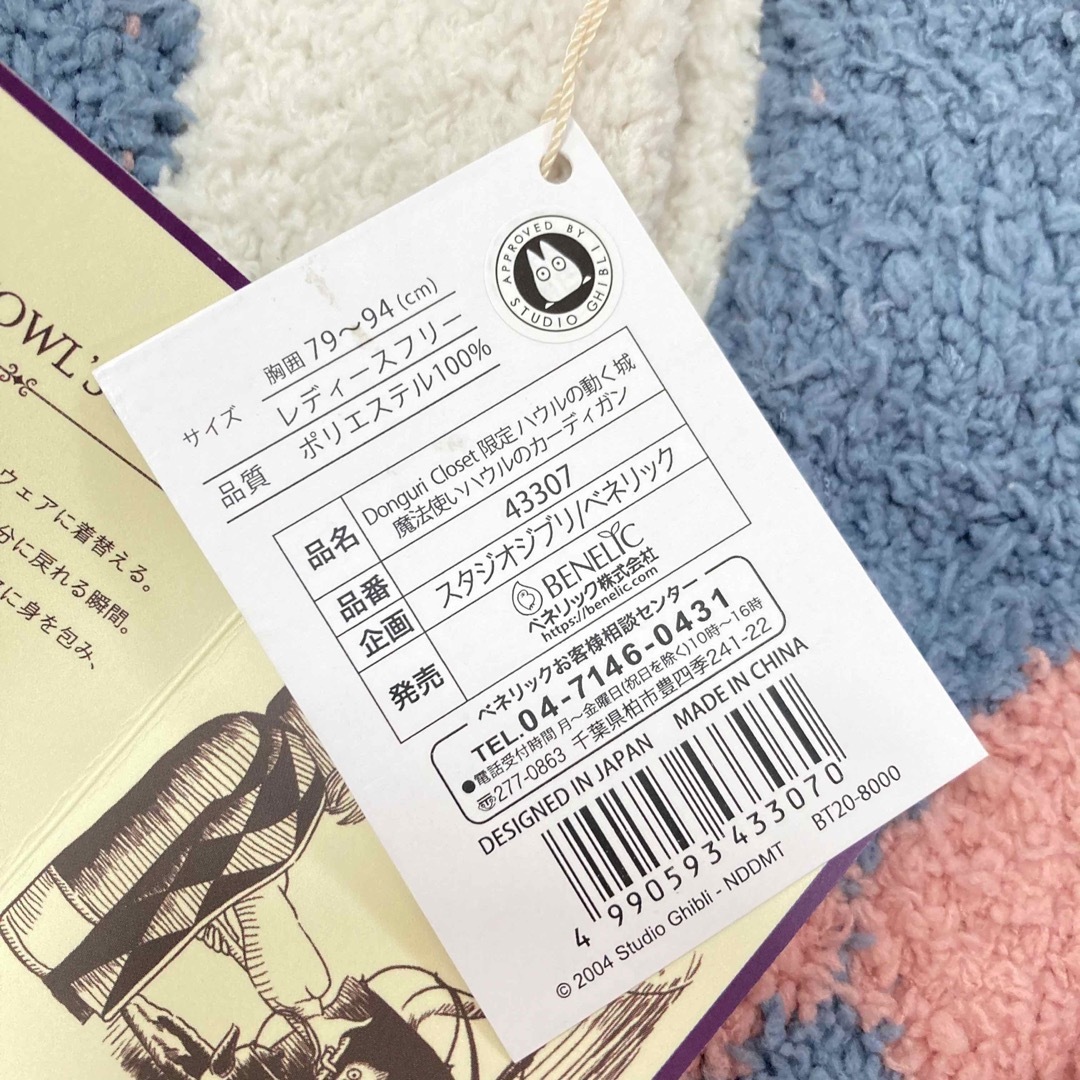 OWL'S
ウェアに着替える。
分に戻れる瞬間。
に身を包み、
APPROVED BY STUDIO GHIBLI
サイズ 胸囲 79〜94 (cm)
レディースフリー
品質 ポリエステル100%
品名 Donguri Closet 限定 ハウルの動く城
魔法使いハウルのカーディガン
品番 43307
企画 スタジオジブリ/ベネリック
発売 BENELIC
ベネリック株式会社
https://benelic.com
ベネリックお客様相談センター
TEL.04-7146-0431
●電話受付時間 月〜金曜日(祝日を除く)10時〜16時
〒277-0863 千葉県柏市豊四季241-22
DESIGNED IN JAPAN MADE IN CHINA
4 990593 433070
BT20-8000
© 2004 Studio Ghibli - NDDMT